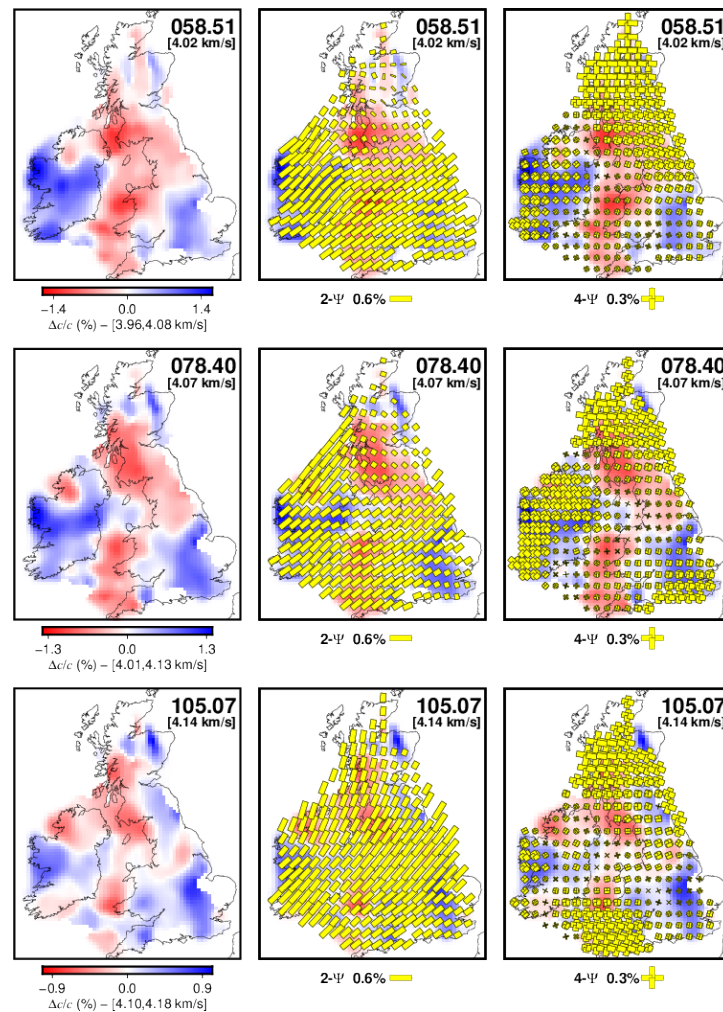 058.51
[4.02 km/s]
058.51
[4.02 km/s]
058.51
[4.02 km/s]
−1.4 0.0 1.4
Δc/c (%) − [3.96,4.08 km/s]
2-Ψ 0.6%
4-Ψ 0.3%
078.40
[4.07 km/s]
078.40
[4.07 km/s]
078.40
[4.07 km/s]
−1.3 0.0 1.3
Δc/c (%) − [4.01,4.13 km/s]
2-Ψ 0.6%
4-Ψ 0.3%
105.07
[4.14 km/s]
105.07
[4.14 km/s]
105.07
[4.14 km/s]
−0.9 0.0 0.9
Δc/c (%) − [4.10,4.18 km/s]
2-Ψ 0.6%
4-Ψ 0.3%